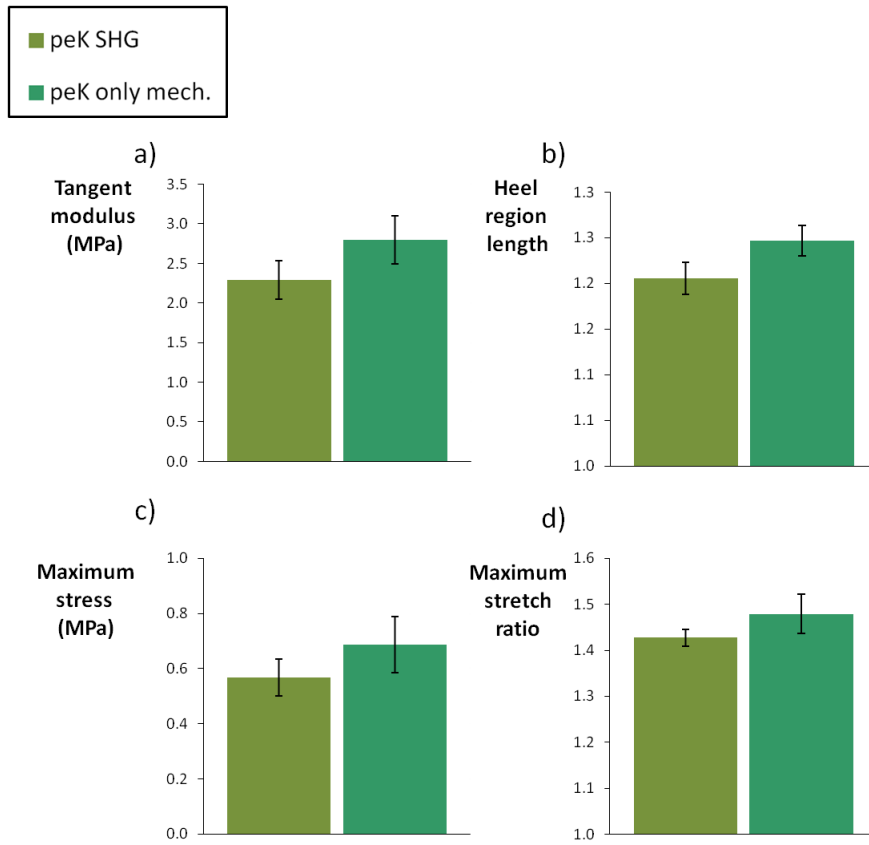 peK SHG
peK only mech.
a)
Tangent
modulus
(MPa)
3.5
3.0
2.5
2.0
1.5
1.0
0.5
0.0
b)
Heel
region
length
1.3
1.3
1.2
1.2
1.1
1.1
1.0
c)
Maximum
stress
(MPa)
1.0
0.8
0.6
0.4
0.2
0.0
d)
Maximum
stretch
ratio
1.6
1.5
1.4
1.3
1.2
1.1
1.0